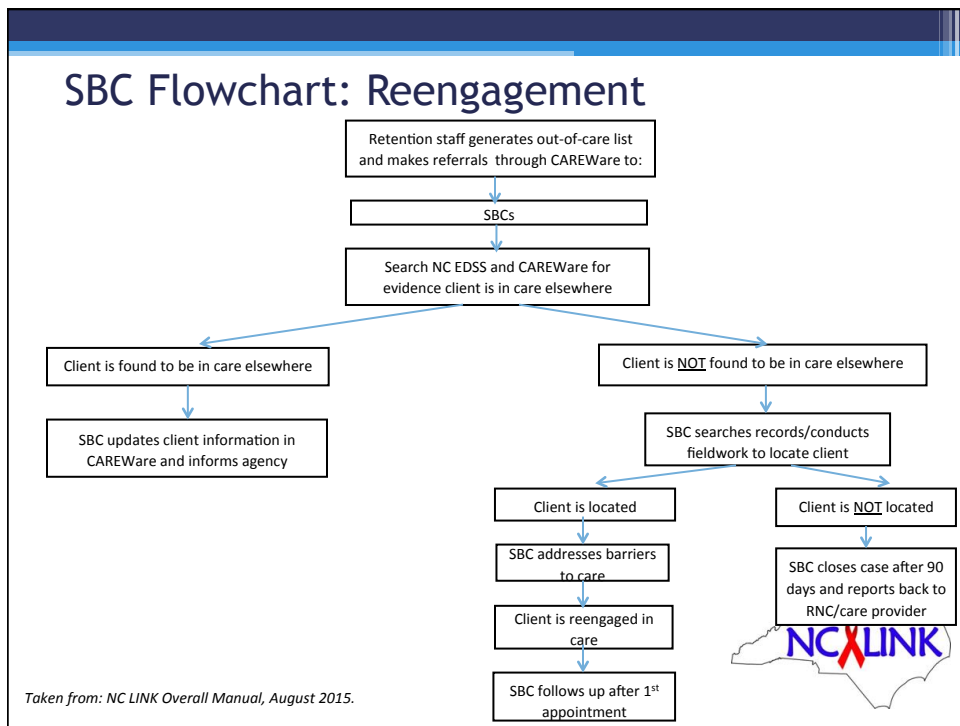 SBC Flowchart: Reengagement
Retention staff generates out-of-care list
and makes referrals through CAREWare to:
SBCs
Search NC EDSS and CAREWare for
evidence client is in care elsewhere
Client is found to be in care elsewhere
SBC updates client information in
CAREWare and informs agency
Client is NOT found to be in care elsewhere
SBC searches records/conducts
fieldwork to locate client
Client is located
SBC addresses barriers
to care
Client is reengaged in
care
SBC follows up after 1st
appointment
Client is NOT located
SBC closes case after 90
days and reports back to
RNC/care provider
NC LINK
Taken from: NC LINK Overall Manual, August 2015.